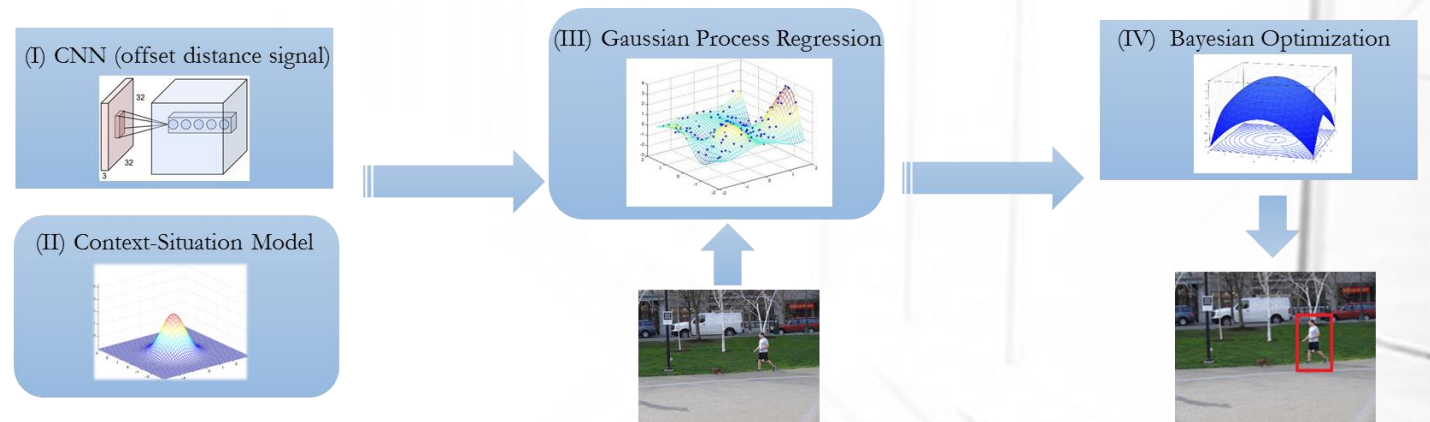 (I) CNN (offset distance signal)
32
32
3
(II) Context-Situation Model
(III) Gaussian Process Regression
(IV) Bayesian Optimization